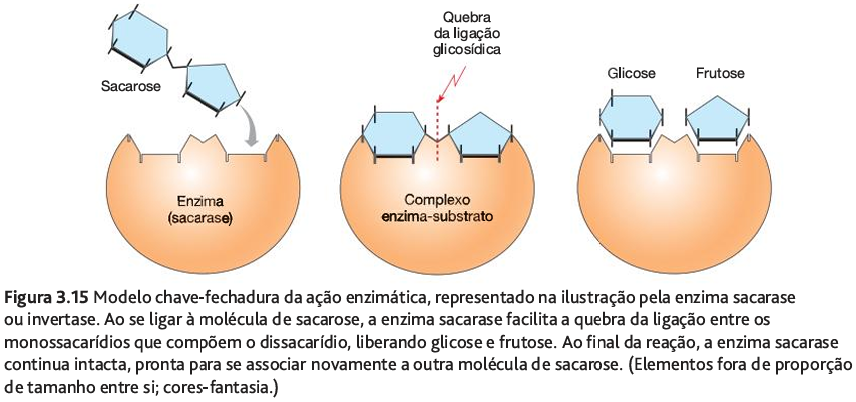 Quebra
da ligação
glicosídica
Sacarose
Glicose
Frutose
Enzima
(sacarase)
Complexo
enzima-substrato
Figura 3.15 Modelo chave-fechadura da ação enzimática, representado na ilustração pela enzima sacarase
ou invertase. Ao se ligar à molécula de sacarose, a enzima sacarase facilita a quebra da ligação entre os
monossacarídios que compõem o dissacarídio, liberando glicose e frutose. Ao final da reação, a enzima sacarase
continua intacta, pronta para se associar novamente a outra molécula de sacarose. (Elementos fora de proporção
de tamanho entre si; cores-fantasia.)